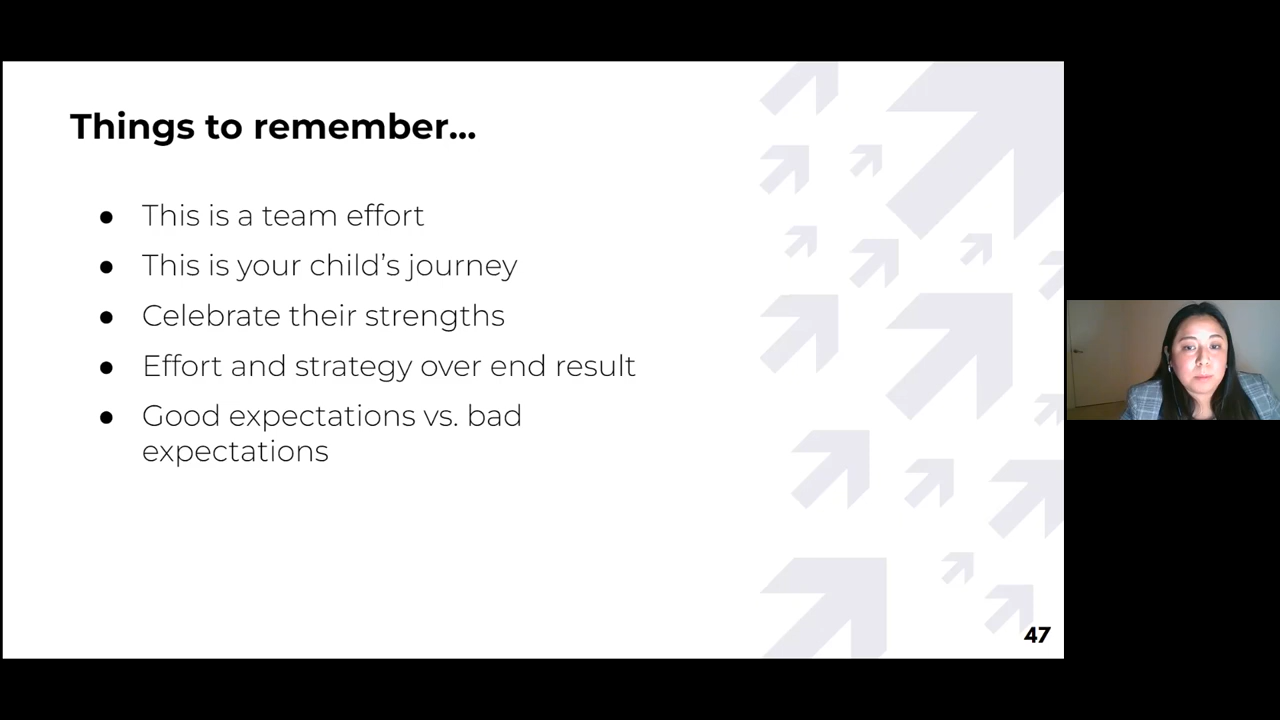 Things to remember...
● This is a team effort
● This is your child’s journey
● Celebrate their strengths
● Effort and strategy over end result
● Good expectations vs. bad
expectations
47